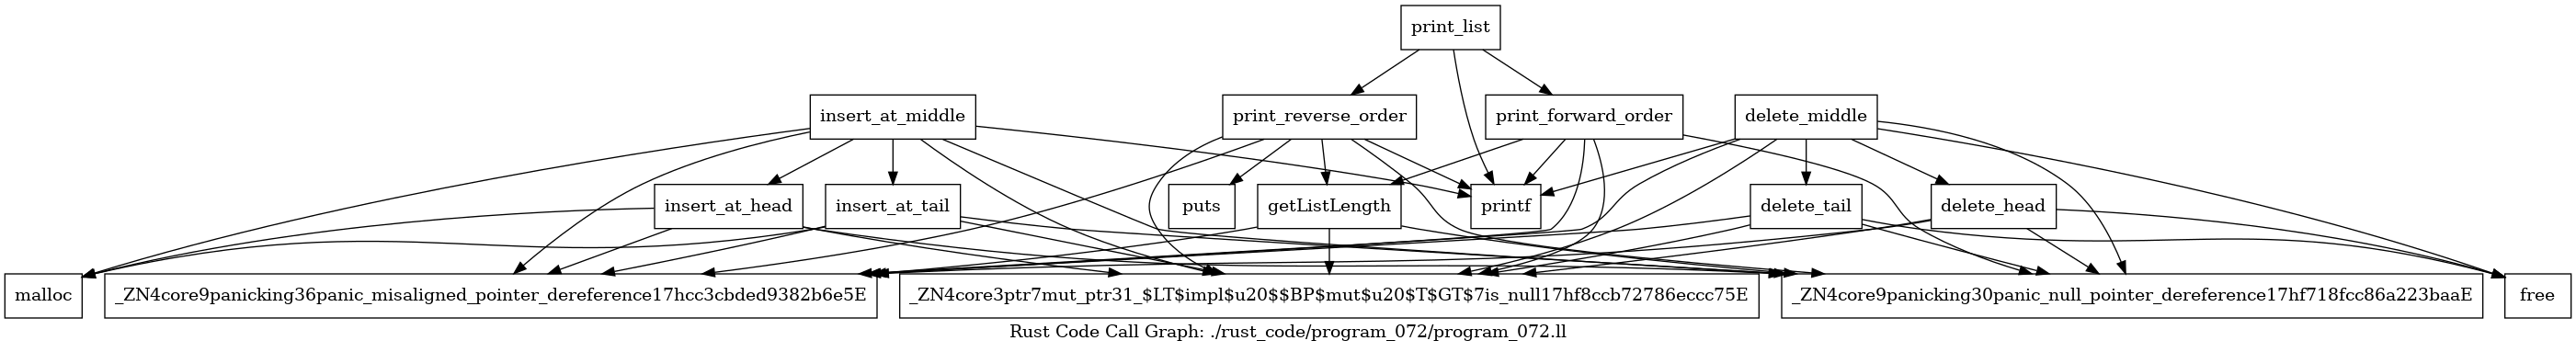 print_list
insert_at_middle
print_reverse_order
print_forward_order
delete_middle
insert_at_head
insert_at_tail
puts
getListLength
printf
delete_tail
delete_head
malloc
_ZN4core9panicking36panic_misaligned_pointer_dereference17hcc3cbded9382b6e5E
_ZN4core3ptr7mut_ptr31_$LT$impl$u20$$BP$mut$u20$T$GT$7is_null17hf8ccb72786eccc75E
_ZN4core9panicking30panic_null_pointer_dereference17hf718fcc86a223baaE
free
Rust Code Call Graph: ./rust_code/program_072/program_072.ll